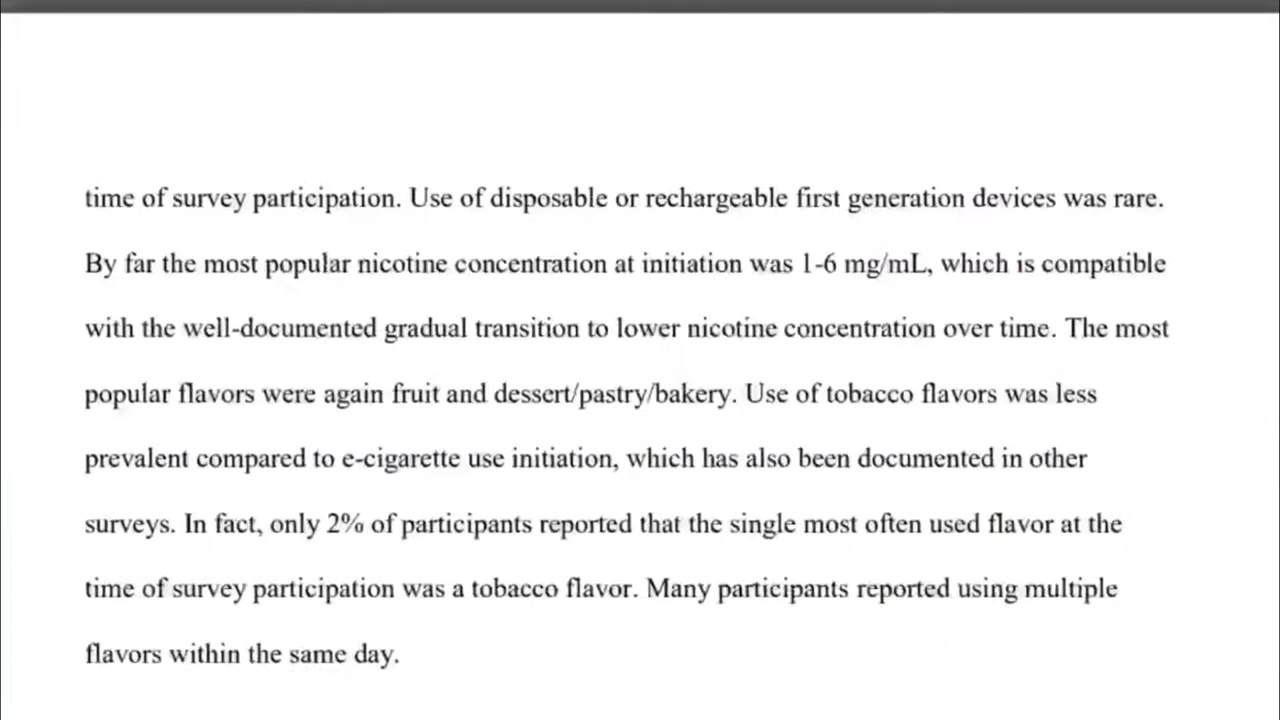 time of survey participation. Use of disposable or rechargeable first generation devices was rare.
By far the most popular nicotine concentration at initiation was 1-6 mg/mL, which is compatible
with the well-documented gradual transition to lower nicotine concentration over time. The most
popular flavors were again fruit and dessert/pastry/bakery. Use of tobacco flavors was less
prevalent compared to e-cigarette use initiation, which has also been documented in other
surveys. In fact, only 2% of participants reported that the single most often used flavor at the
time of survey participation was a tobacco flavor. Many participants reported using multiple
flavors within the same day.